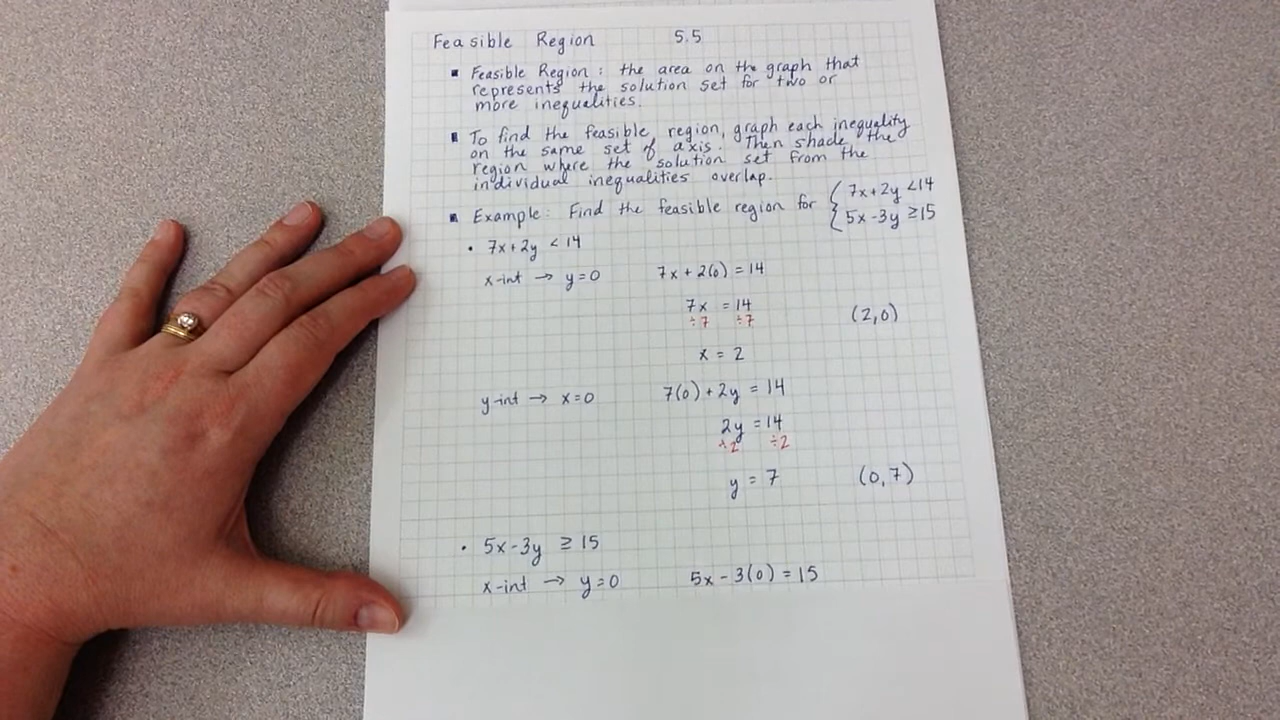 Feasible Region 5.5
▪ Feasible Region: the area on the graph that
represents the solution set for two or
more inequalities.
▪ To find the feasible region, graph each inequality
on the same set of axis. Then shade the
region where the solution set from the
individual inequalities overlap.
▪ Example: Find the feasible region for { 7x+2y <14
5x-3y ≥15
• 7x+2y < 14
x-int → y=0 7x + 2(0) = 14
7x = 14
÷7 ÷7 (2,0)
x = 2
y-int → x=0 7(0) + 2y = 14
2y = 14
÷2 ÷2
y = 7 (0,7)
• 5x-3y ≥ 15
x-int → y=0 5x - 3(0) = 15